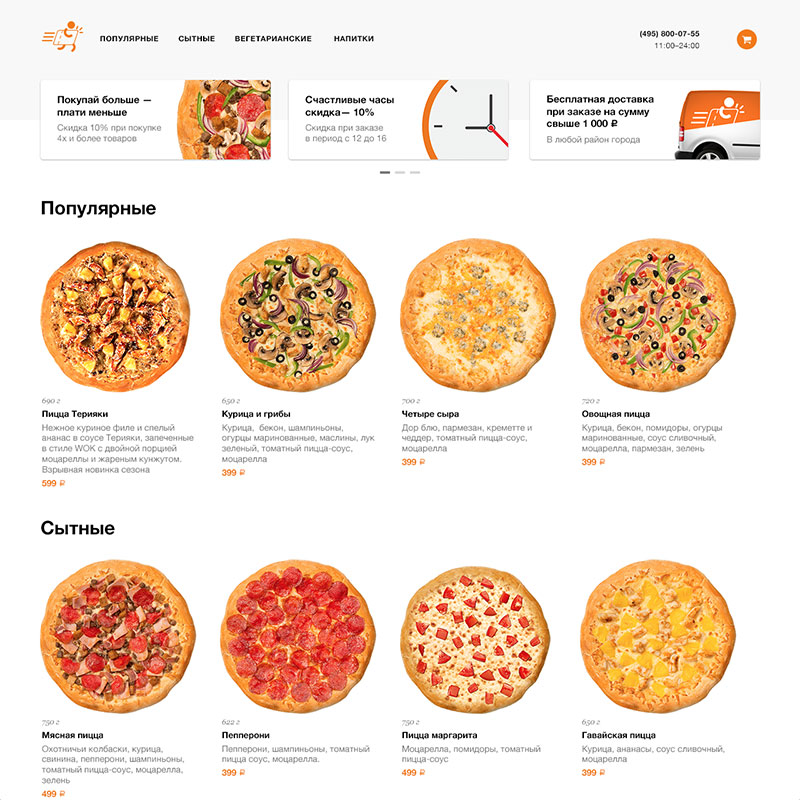 ПОПУЛЯРНЫЕ СЫТНЫЕ ВЕГЕТАРИАНСКИЕ НАПИТКИ
(495) 800-07-55
11:00–24:00
Покупай больше —
плати меньше
Скидка 10% при покупке
4х и более товаров
Счастливые часы
скидка— 10%
Скидка при заказе
в период с 12 до 16
Бесплатная доставка
при заказе на сумму
свыше 1 000 ₽
В любой район города
Популярные
690 г
Пицца Терияки
Нежное куриное филе и спелый
ананас в соусе Терияки, запеченные
в стиле WOK с двойной порцией
моцареллы и жареным кунжутом.
Взрывная новинка сезона
599 ₽
650 г
Курица и грибы
Курица, бекон, шампиньоны,
огурцы маринованные, маслины, лук
зеленый, томатный пицца-соус,
моцарелла
399 ₽
700 г
Четыре сыра
Дор блю, пармезан, креметте и
чеддер, томатный пицца-соус,
моцарелла
399 ₽
720 г
Овощная пицца
Курица, бекон, помидоры, огурцы
маринованные, соус сливочный,
моцарелла, пармезан, зелень
399 ₽
Сытные
750 г
Мясная пицца
Охотничьи колбаски, курица,
свинина, пепперони, шампиньоны,
томатный пицца-соус, моцарелла,
зелень
499 ₽
622 г
Пепперони
Пепперони, шампиньоны, томатный
пицца соус, моцарелла.
399 ₽
750 г
Пицца маргарита
Моцарелла, помидоры, томатный
пицца-соус
499 ₽
650 г
Гавайская пицца
Курица, ананасы, соус сливочный,
моцарелла
399 ₽